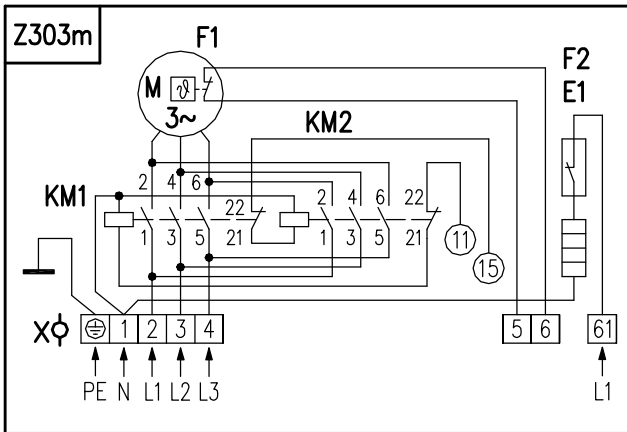 Z303m
F1
F2
E1
M
ϑ
3~
KM2
2 4 6
2 4 6 22
KM1
22
1 3 5 21
1 3 5 21
11
15
X
1 2 3 4
5 6
61
PE N L1 L2 L3
L1